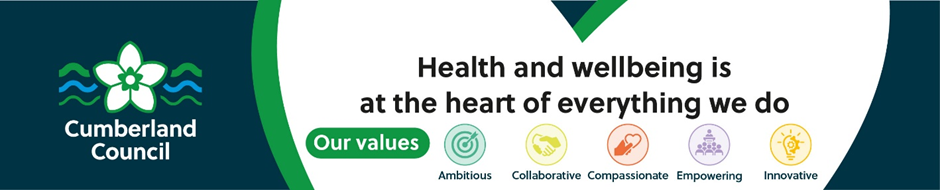 Cumberland
Council
Health and wellbeing is
at the heart of everything we do
Our values
Ambitious
Collaborative
Compassionate
Empowering
Innovative